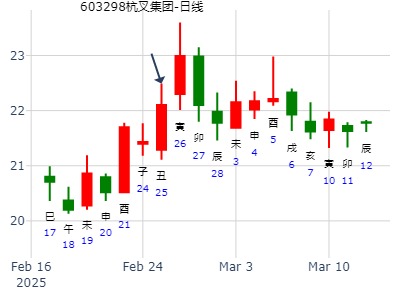 603298杭叉集团-日线
23
22
21
20
巳
17
午
18
未
19
申
20
酉
21
子
24
丑
25
寅
26
卯
27
辰
28
未
3
申
4
酉
5
戌
6
亥
7
寅
10
卯
11
辰
12
Feb 16
2025
Feb 24
Mar 3
Mar 10